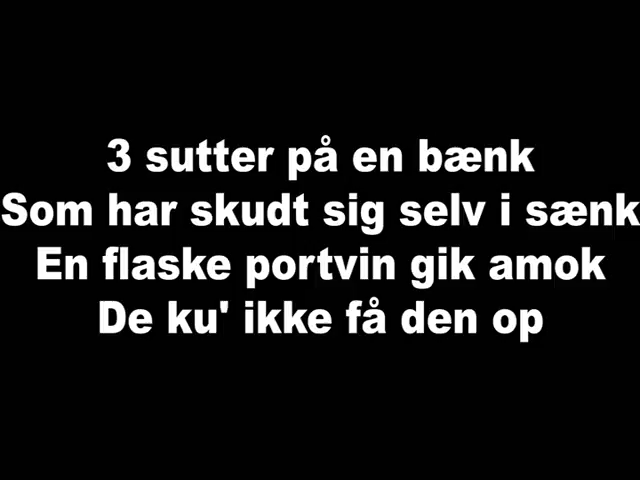 3 sutter på en bænk
Som har skudt sig selv i sænk
En flaske portvin gik amok
De ku' ikke få den op